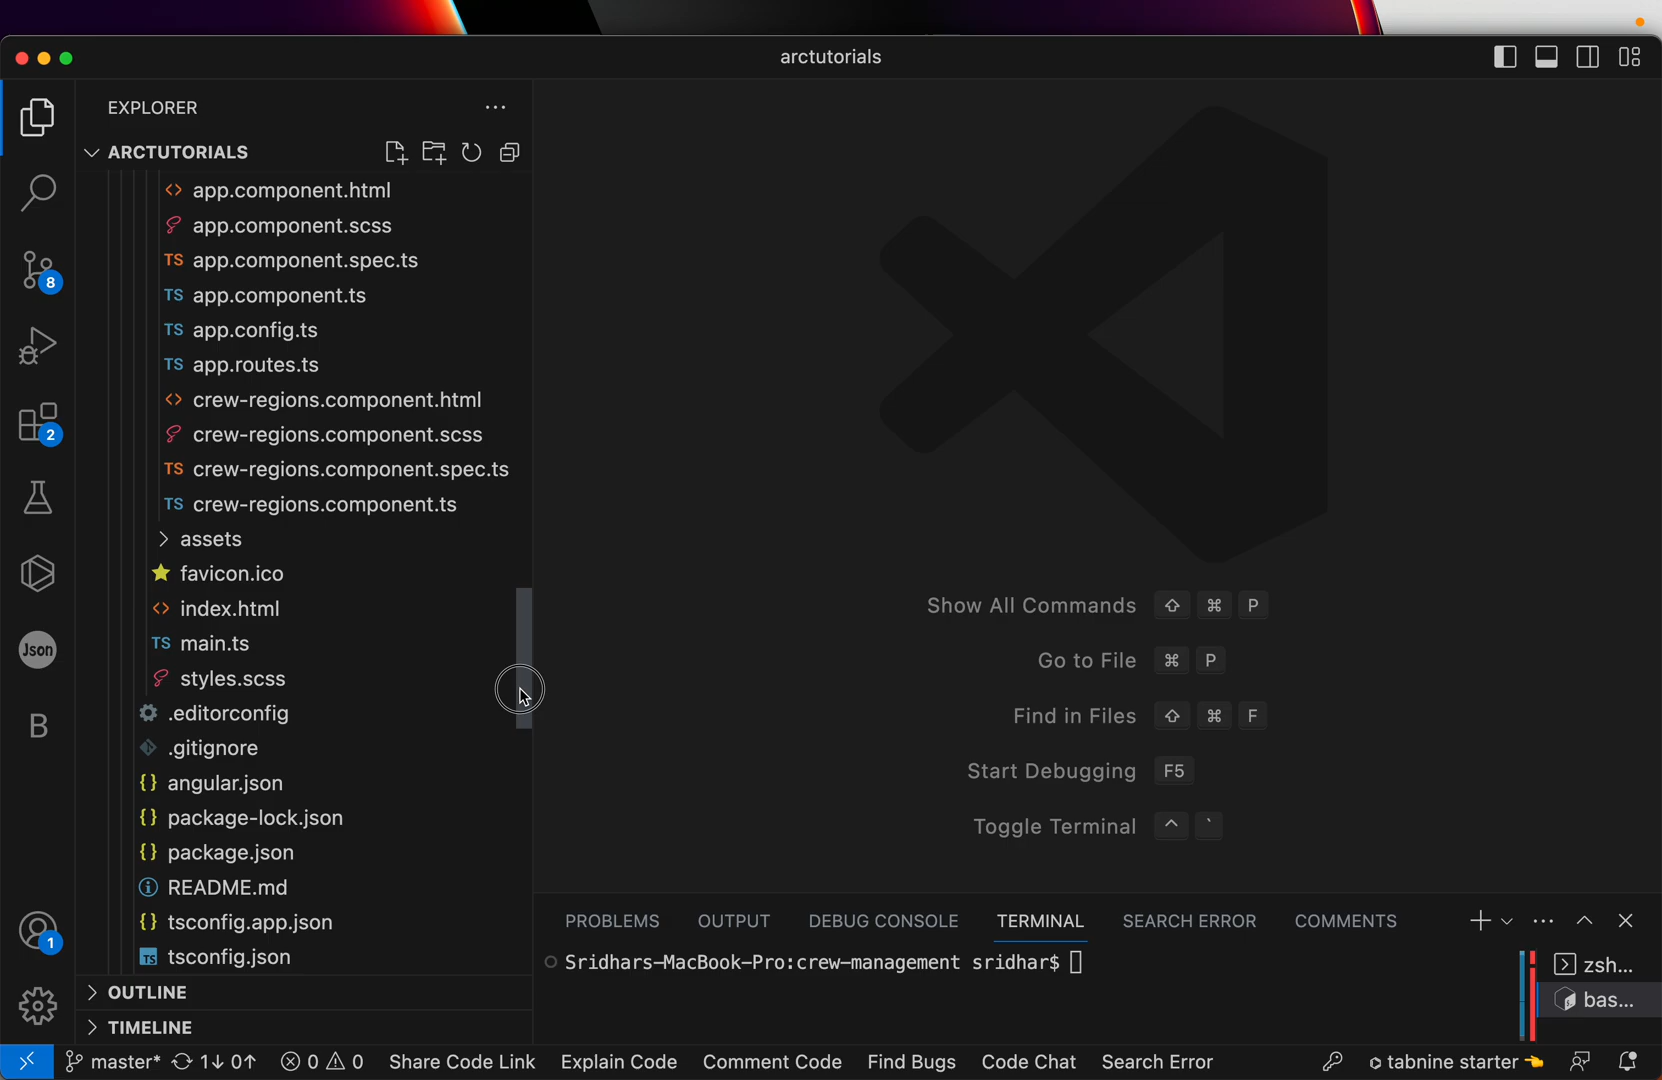 arctutorials
EXPLORER
ARCTUTORIALS
<> app.component.html
app.component.scss
TS app.component.spec.ts
TS app.component.ts
TS app.config.ts
TS app.routes.ts
<> crew-regions.component.html
crew-regions.component.scss
TS crew-regions.component.spec.ts
TS crew-regions.component.ts
assets
favicon.ico
<> index.html
TS main.ts
styles.scss
.editorconfig
.gitignore
{} angular.json
{} package-lock.json
{} package.json
README.md
{} tsconfig.app.json
TS tsconfig.json
OUTLINE
TIMELINE
8
2
Json
B
1
Show All Commands ⇧ ⌘ P
Go to File ⌘ P
Find in Files ⇧ ⌘ F
Start Debugging F5
Toggle Terminal ^ `
PROBLEMS OUTPUT DEBUG CONSOLE TERMINAL SEARCH ERROR COMMENTS
Sridhars-MacBook-Pro:crew-management sridhar$
zsh...
bas...
master* 1↓ 0↑ 0 0 Share Code Link Explain Code Comment Code Find Bugs Code Chat Search Error tabnine starter 👈